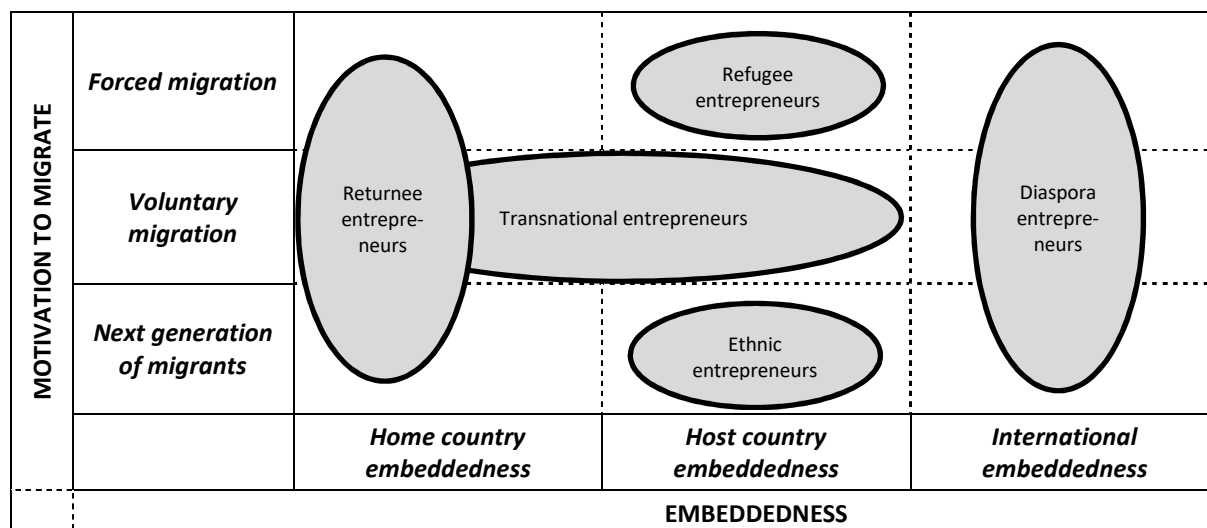 MOTIVATION TO MIGRATE
Forced migration
Refugee
entrepreneurs
Voluntary
migration
Returnee
entrepre-
neurs
Transnational entrepreneurs
Diaspora
entrepre-
neurs
Next generation
of migrants
Ethnic
entrepreneurs
Home country
embeddedness
Host country
embeddedness
International
embeddedness
EMBEDDEDNESS